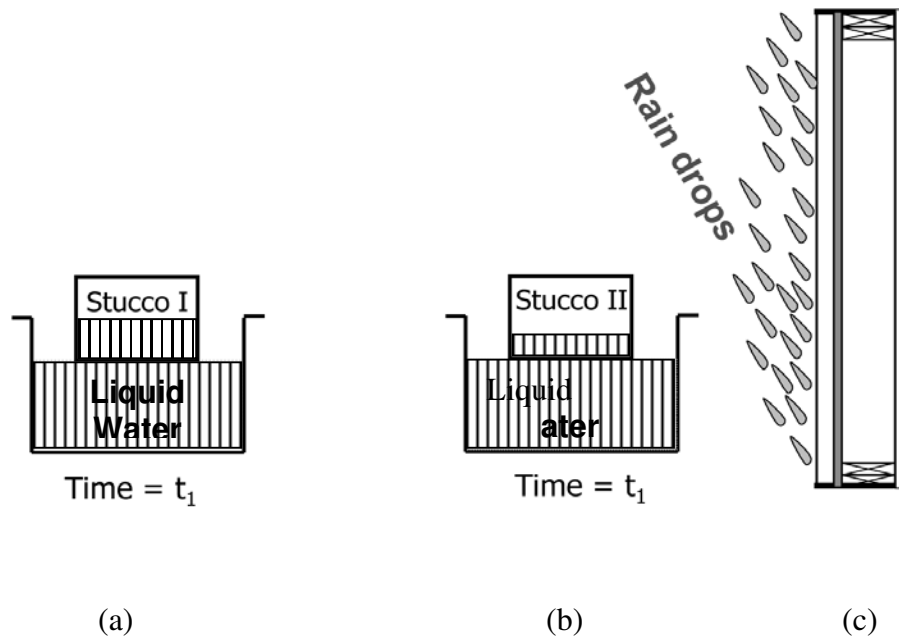 Rain drops
Stucco I
Liquid
Water
Time = t₁
Stucco II
Liquid
ater
Time = t₁
(a)
(b)
(c)